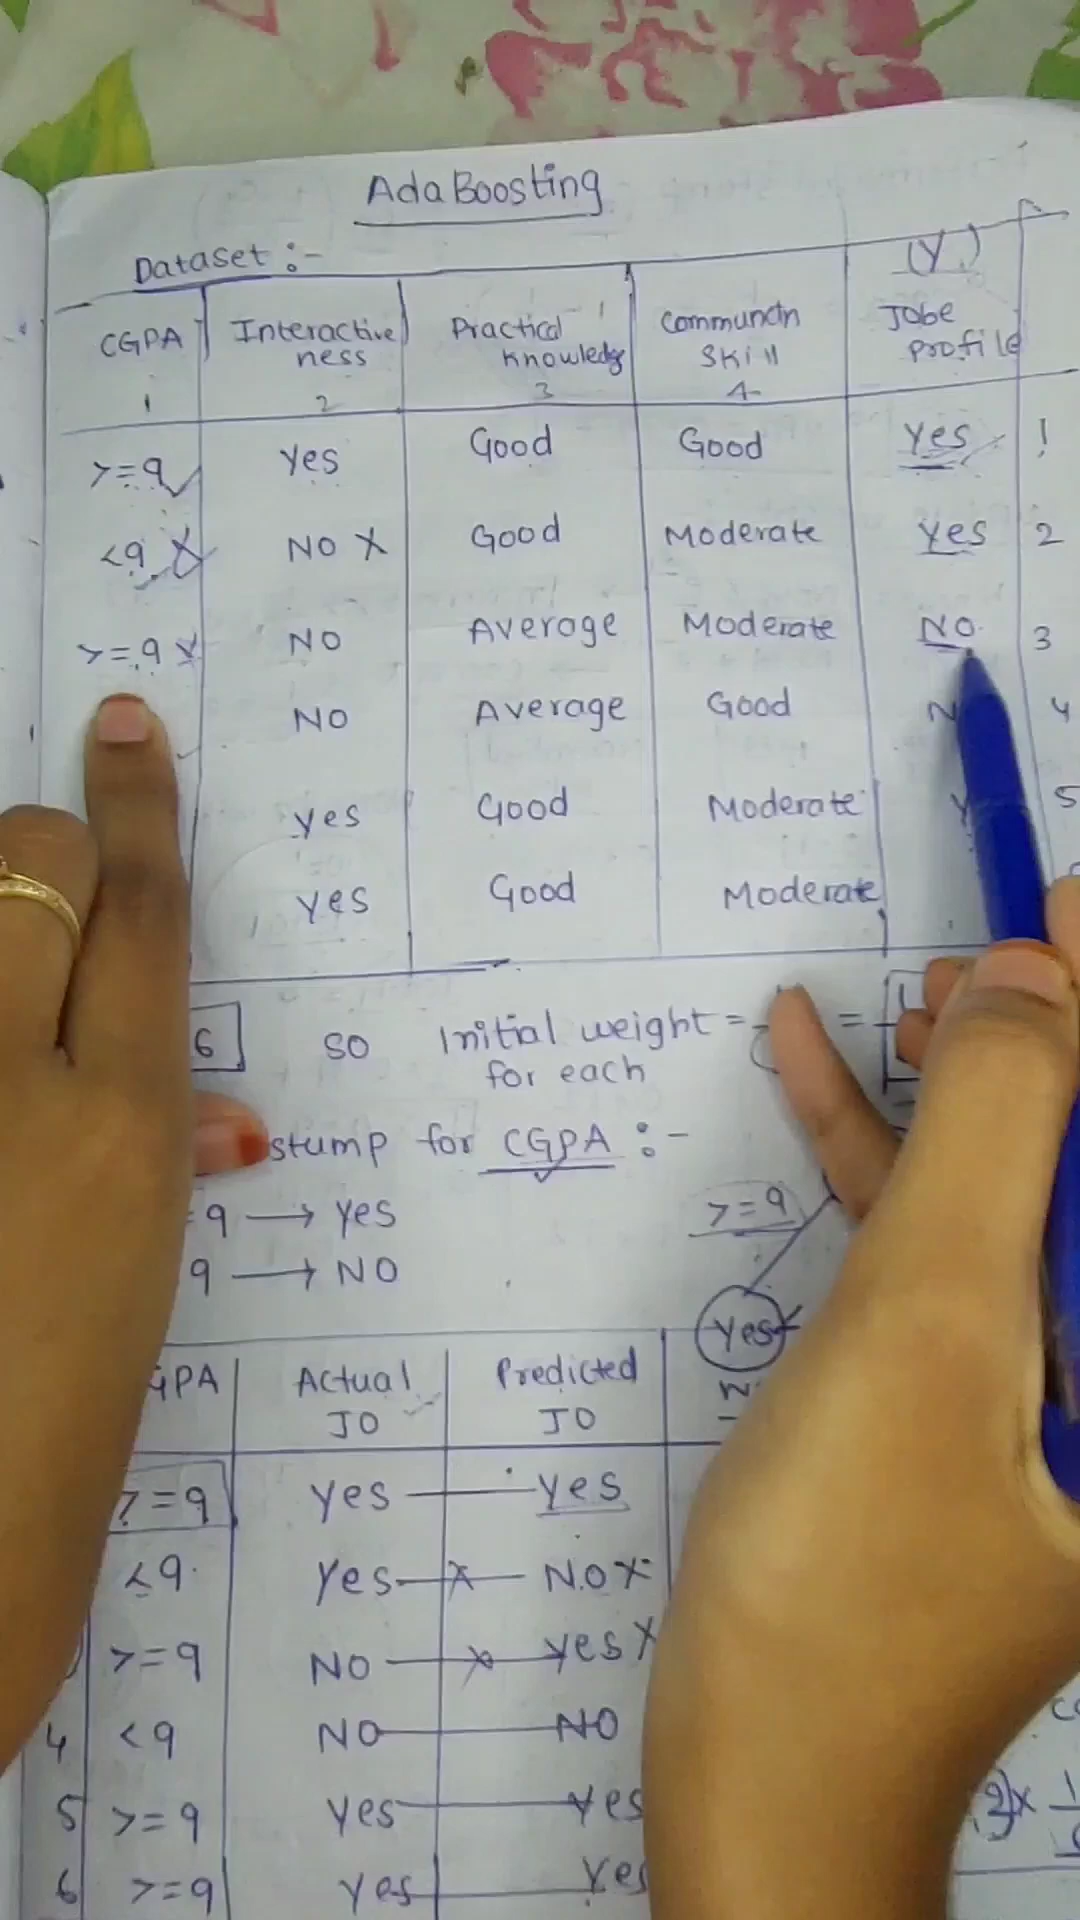 AdaBoosting
Dataset :-
(Y)
CGPA Interactive Practical Communctn Jobe
ness Knowledge Skill Profile
1 2 3 4
>=9 Yes Good Good Yes 1
<9 X NO X Good Moderate Yes 2
>=9 NO Average Moderate NO 3
NO Average Good N 4
Yes Good Moderate Y 5
Yes Good Moderate
6 so Initial weight = =
for each
stump for CGPA :-
=9 → Yes >=9
9 → NO
Yes
GPA Actual Predicted
JO JO
>=9 Yes Yes
<9 Yes X NO X
>=9 NO X Yes X
4 <9 NO NO
5 >=9 Yes Yes
6 >=9 Yes Yes